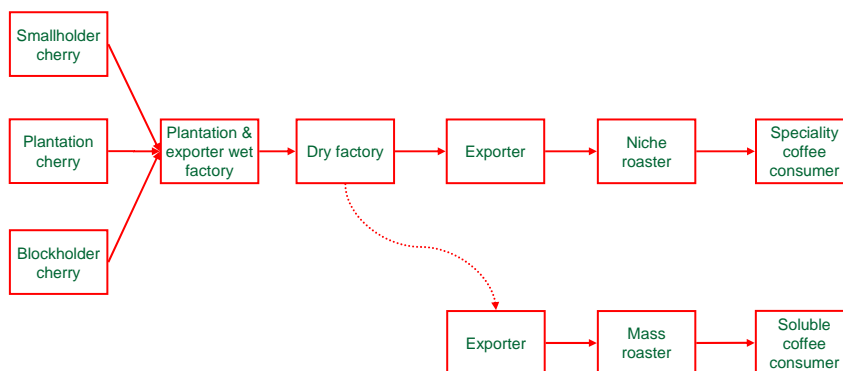 Smallholder
cherry
Plantation
cherry
Blockholder
cherry
Plantation &
exporter wet
factory
Dry factory
Exporter
Niche
roaster
Speciality
coffee
consumer
Exporter
Mass
roaster
Soluble
coffee
consumer